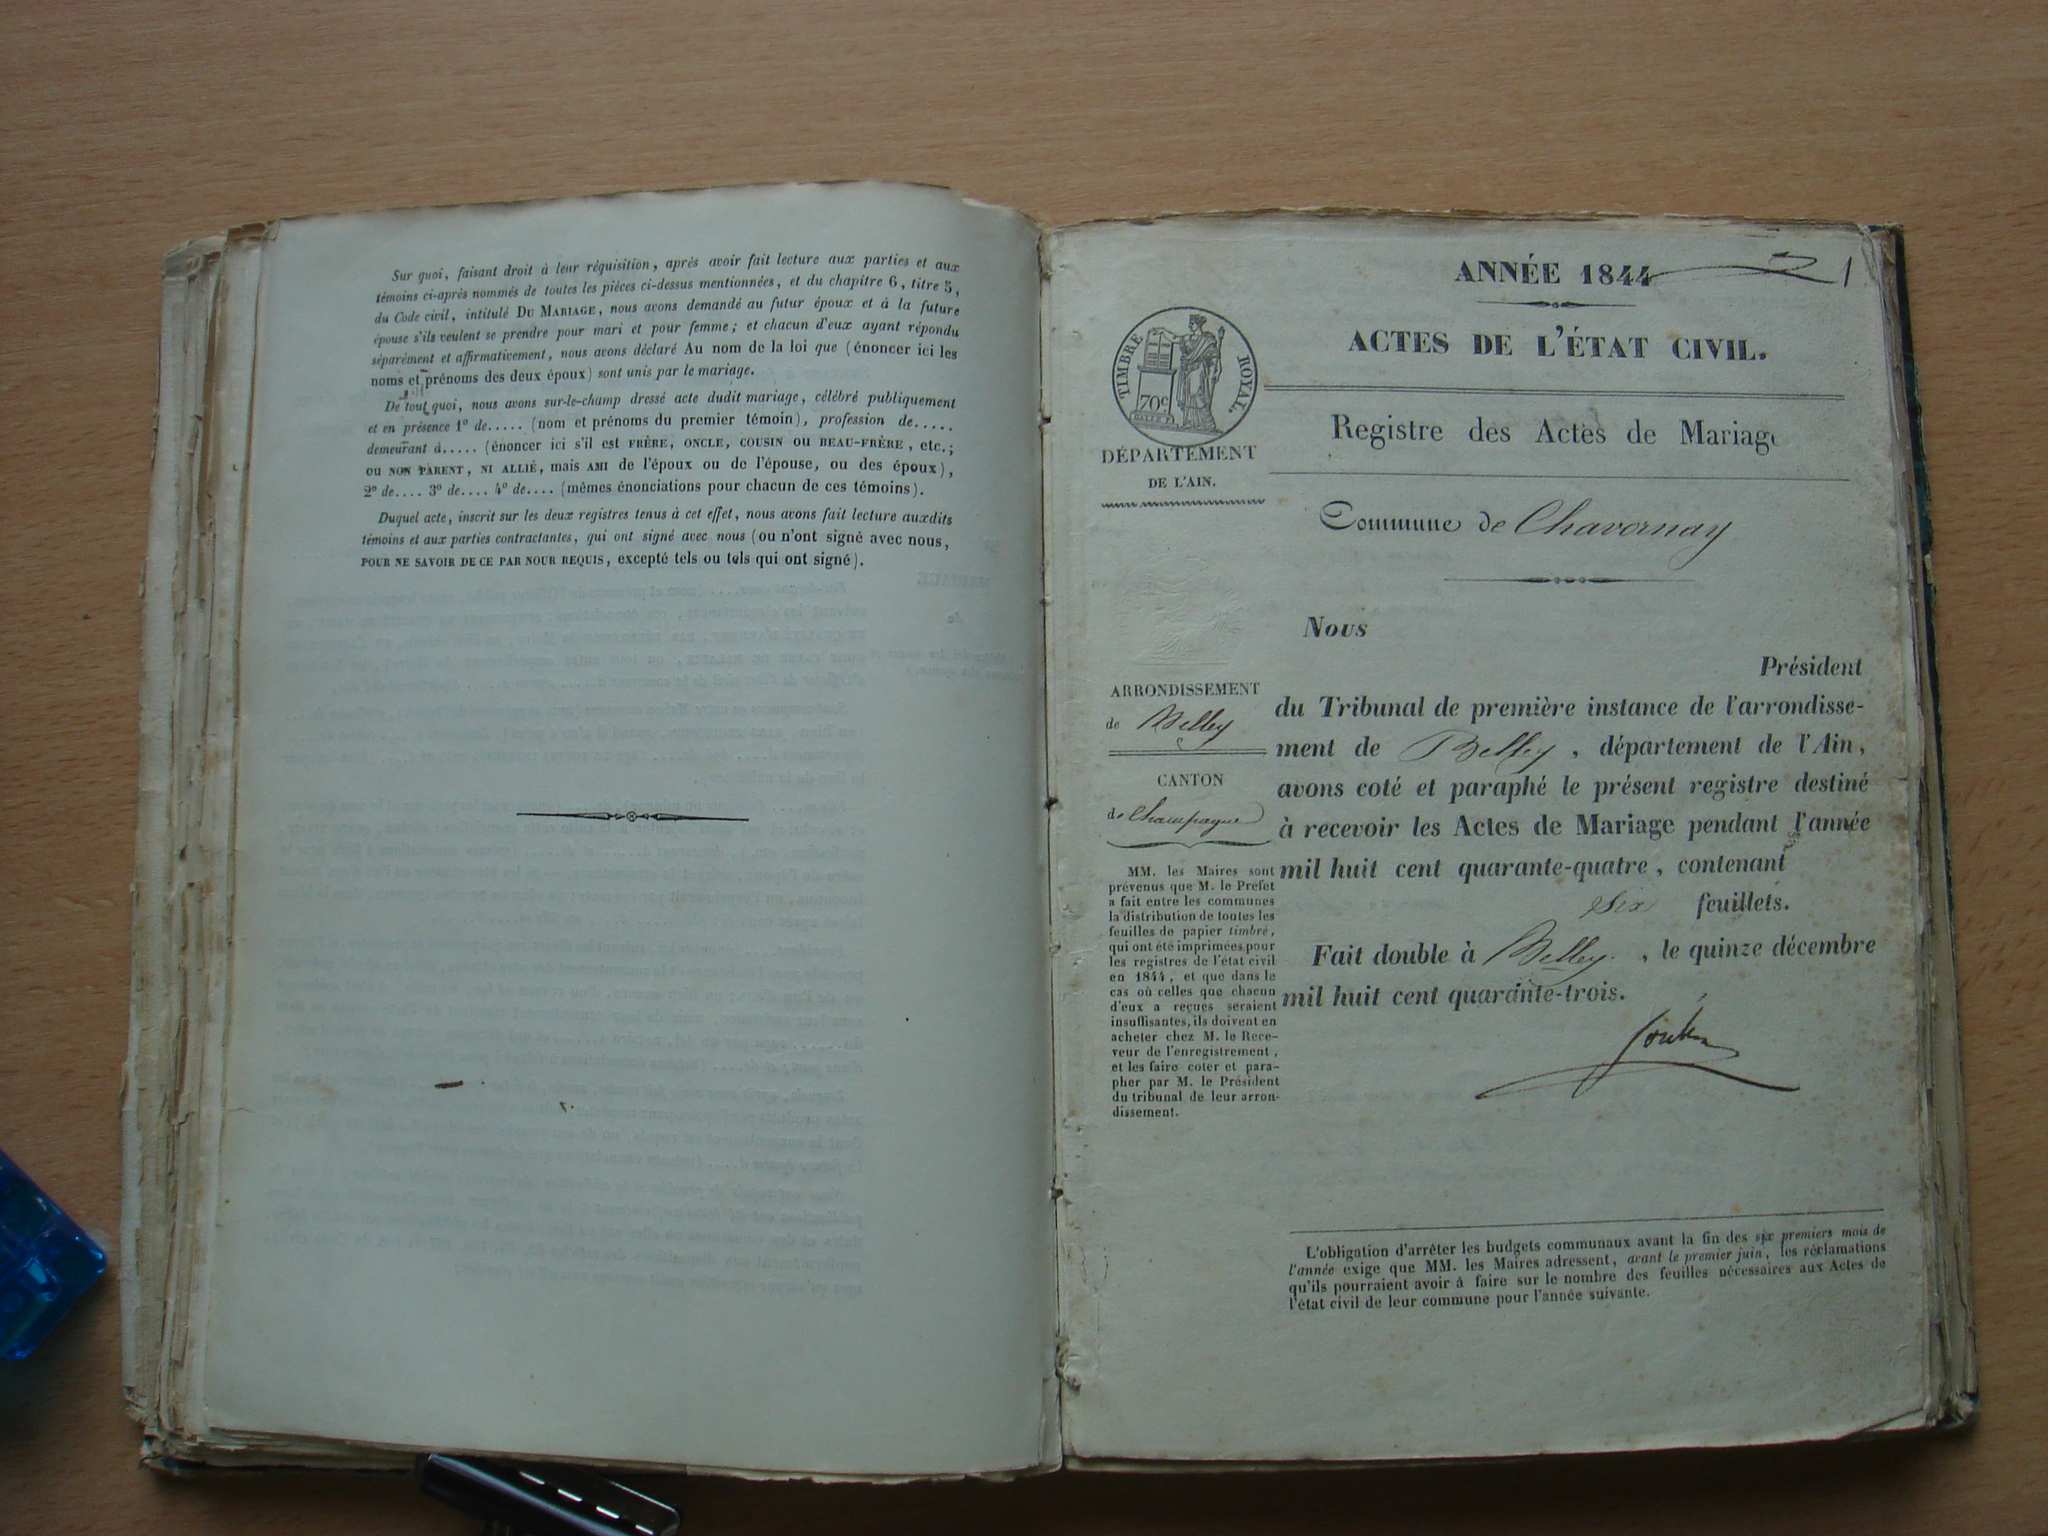 Sur quoi, faisant droit à leur réquisition, après avoir fait lecture aux parties et aux
témoins ci-après nommés de toutes les pièces ci-dessus mentionnées, et du chapitre 6, titre 5,
du Code civil, intitulé DU MARIAGE, nous avons demandé au futur époux et à la future
épouse s'ils veulent se prendre pour mari et pour femme; et chacun d'eux ayant répondu
séparément et affirmativement, nous avons déclaré Au nom de la loi que (énoncer ici les
noms et prénoms des deux époux) sont unis par le mariage.
De tout quoi, nous avons sur-le-champ dressé acte dudit mariage, célébré publiquement
et en présence 1° de..... (nom et prénoms du premier témoin), profession de.....
demeurant à..... (énoncer ici s'il est FRÈRE, ONCLE, COUSIN OU BEAU-FRÈRE, etc.;
ou NON PARENT, NI ALLIÉ, mais AMI de l'époux ou de l'épouse, ou des époux),
2° de.... 3° de.... 4° de.... (mêmes énonciations pour chacun de ces témoins).
Duquel acte, inscrit sur les deux registres tenus à cet effet, nous avons fait lecture auxdits
témoins et aux parties contractantes, qui ont signé avec nous (ou n'ont signé avec nous,
POUR NE SAVOIR DE CE PAR NOUR REQUIS, excepté tels ou tels qui ont signé).
ANNÉE 1844
1
ACTES DE L'ÉTAT CIVIL.
TIMBRE ROYAL.
70c
DÉPARTEMENT
DE L'AIN.
Registre des Actes de Mariage
Commune de Chavornay
ARRONDISSEMENT
de Belley
CANTON
de Champagne
MM. les Maires sont
prévenus que M. le Préfet
a fait entre les communes
la distribution de toutes les
feuilles de papier timbré,
qui ont été imprimées pour
les registres de l'état civil
en 1844, et que dans le
cas où celles que chacun
d'eux a reçues seraient
insuffisantes, ils doivent en
acheter chez M. le Rece-
veur de l'enregistrement,
et les faire coter et para-
pher par M. le Président
du tribunal de leur arron-
dissement.
Nous
Président
du Tribunal de première instance de l'arrondisse-
ment de Belley, département de l'Ain,
avons coté et paraphé le présent registre destiné
à recevoir les Actes de Mariage pendant l'année
mil huit cent quarante-quatre, contenant
six feuillets.
Fait double à Belley, le quinze décembre
mil huit cent quarante-trois.
L'obligation d'arrêter les budgets communaux avant la fin des six premiers mois de
l'année exige que MM. les Maires adressent, avant le premier juin, les réclamations
qu'ils pourraient avoir à faire sur le nombre des feuilles nécessaires aux Actes de
l'état civil de leur commune pour l'année suivante.